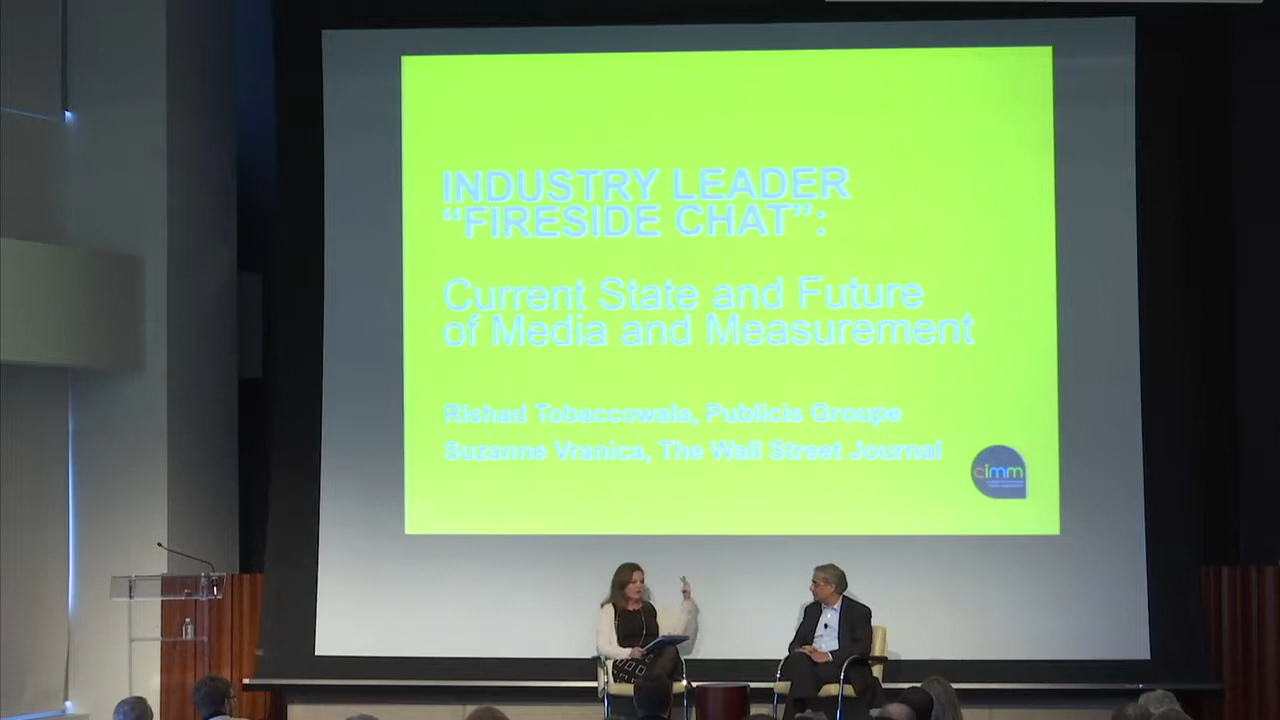 INDUSTRY LEADER
“FIRESIDE CHAT”:
Current State and Future
of Media and Measurement
Rishad Tobaccowala, Publicis Groupe
Suzanne Vranica, The Wall Street Journal
cimm